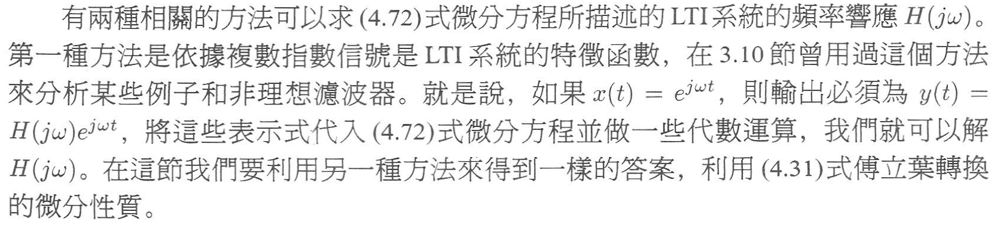 有兩種相關的方法可以求 (4.72)式微分方程所描述的 LTI系統的頻率響應 H(jω)。
第一種方法是依據複數指數信號是 LTI 系統的特徵函數，在 3.10 節曾用過這個方法
來分析某些例子和非理想濾波器。就是說，如果 x(t) = e^{jωt}，則輸出必須為 y(t) =
H(jω)e^{jωt}，將這些表示式代入 (4.72)式微分方程並做一些代數運算，我們就可以解
H(jω)。在這節我們要利用另一種方法來得到一樣的答案，利用 (4.31)式傅立葉轉換
的微分性質。